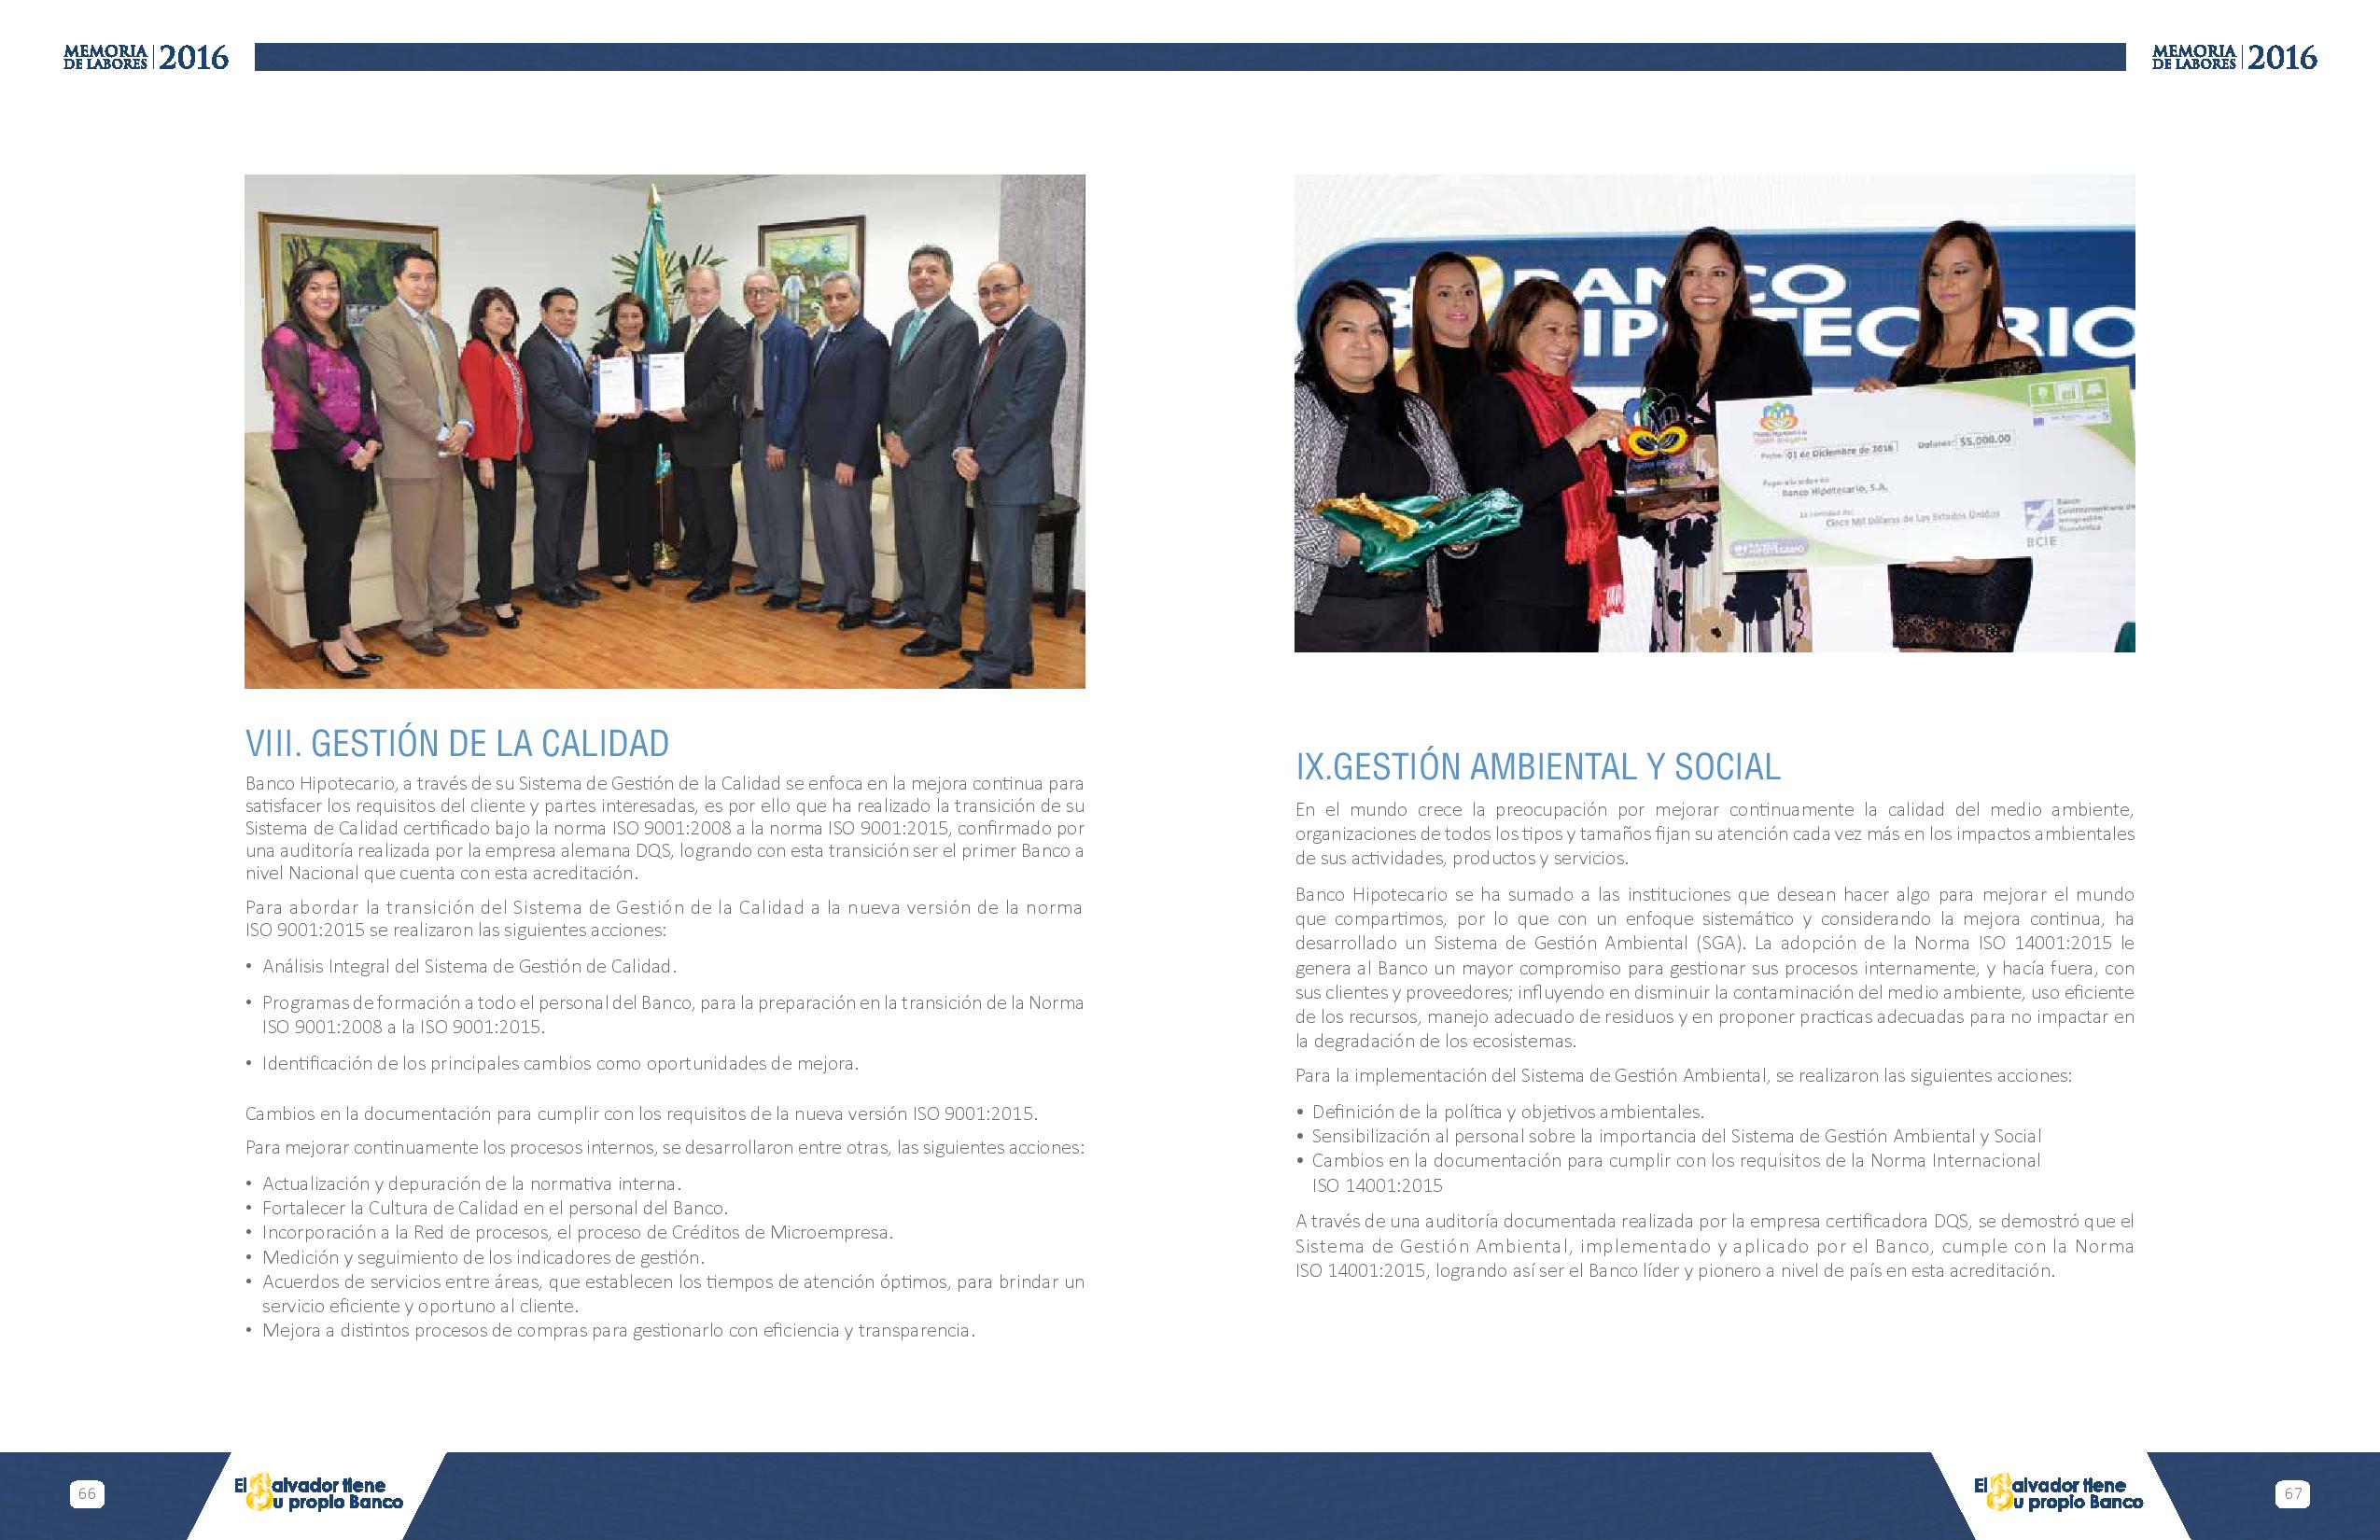 MEMORIA
DE LABORES 2016
MEMORIA
DE LABORES 2016
VIII. GESTIÓN DE LA CALIDAD
Banco Hipotecario, a través de su Sistema de Gestión de la Calidad se enfoca en la mejora continua para
satisfacer los requisitos del cliente y partes interesadas, es por ello que ha realizado la transición de su
Sistema de Calidad certificado bajo la norma ISO 9001:2008 a la norma ISO 9001:2015, confirmado por
una auditoría realizada por la empresa alemana DQS, logrando con esta transición ser el primer Banco a
nivel Nacional que cuenta con esta acreditación.
Para abordar la transición del Sistema de Gestión de la Calidad a la nueva versión de la norma
ISO 9001:2015 se realizaron las siguientes acciones:
• Análisis Integral del Sistema de Gestión de Calidad.
• Programas de formación a todo el personal del Banco, para la preparación en la transición de la Norma
ISO 9001:2008 a la ISO 9001:2015.
• Identificación de los principales cambios como oportunidades de mejora.
Cambios en la documentación para cumplir con los requisitos de la nueva versión ISO 9001:2015.
Para mejorar continuamente los procesos internos, se desarrollaron entre otras, las siguientes acciones:
• Actualización y depuración de la normativa interna.
• Fortalecer la Cultura de Calidad en el personal del Banco.
• Incorporación a la Red de procesos, el proceso de Créditos de Microempresa.
• Medición y seguimiento de los indicadores de gestión.
• Acuerdos de servicios entre áreas, que establecen los tiempos de atención óptimos, para brindar un
servicio eficiente y oportuno al cliente.
• Mejora a distintos procesos de compras para gestionarlo con eficiencia y transparencia.
66
El Salvador tiene
Su propio Banco
BANCO
HIPOTECARIO
Fecha: 01 de Diciembre de 2016 Dolares: $5,000.00
Banco Hipotecario, S.A.
La cantidad de:
Cinco Mil Dólares de Los Estados Unidos
Banco
Centroamericano de
Integración
Económica
BCIE
IX.GESTIÓN AMBIENTAL Y SOCIAL
En el mundo crece la preocupación por mejorar continuamente la calidad del medio ambiente,
organizaciones de todos los tipos y tamaños fijan su atención cada vez más en los impactos ambientales
de sus actividades, productos y servicios.
Banco Hipotecario se ha sumado a las instituciones que desean hacer algo para mejorar el mundo
que compartimos, por lo que con un enfoque sistemático y considerando la mejora continua, ha
desarrollado un Sistema de Gestión Ambiental (SGA). La adopción de la Norma ISO 14001:2015 le
genera al Banco un mayor compromiso para gestionar sus procesos internamente, y hacía fuera, con
sus clientes y proveedores; influyendo en disminuir la contaminación del medio ambiente, uso eficiente
de los recursos, manejo adecuado de residuos y en proponer practicas adecuadas para no impactar en
la degradación de los ecosistemas.
Para la implementación del Sistema de Gestión Ambiental, se realizaron las siguientes acciones:
• Definición de la política y objetivos ambientales.
• Sensibilización al personal sobre la importancia del Sistema de Gestión Ambiental y Social
• Cambios en la documentación para cumplir con los requisitos de la Norma Internacional
ISO 14001:2015
A través de una auditoría documentada realizada por la empresa certificadora DQS, se demostró que el
Sistema de Gestión Ambiental, implementado y aplicado por el Banco, cumple con la Norma
ISO 14001:2015, logrando así ser el Banco líder y pionero a nivel de país en esta acreditación.
El Salvador tiene
Su propio Banco
67